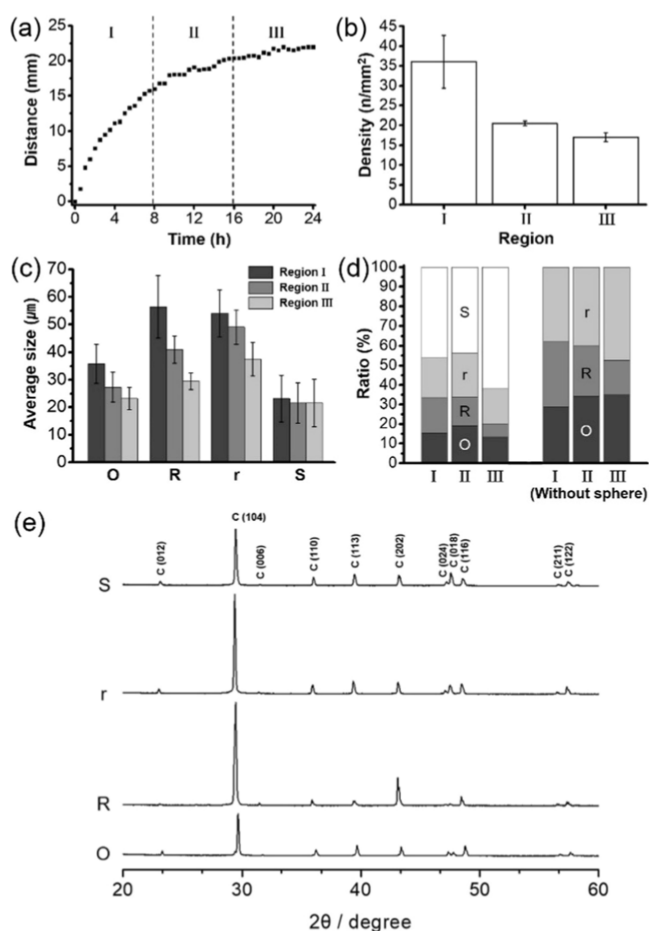 (a)
I II III
25
20
15
10
5
0
Distance (mm)
0 4 8 12 16 20 24
Time (h)
(b)
45
40
35
30
25
20
15
10
5
0
Density (n/mm²)
I II III
Region
(c)
70
60
50
40
30
20
10
0
Average size (㎛)
Region I
Region II
Region III
O R r S
(d)
100
90
80
70
60
50
40
30
20
10
0
Ratio (%)
S
r
R
O
r
R
O
I II III I II III
(Without sphere)
(e)
C (012)
C (104)
C (006)
C (110)
C (113)
C (202)
C (024)
C (018)
C (116)
C (211)
C (122)
S
r
R
O
20 30 40 50 60
2θ / degree